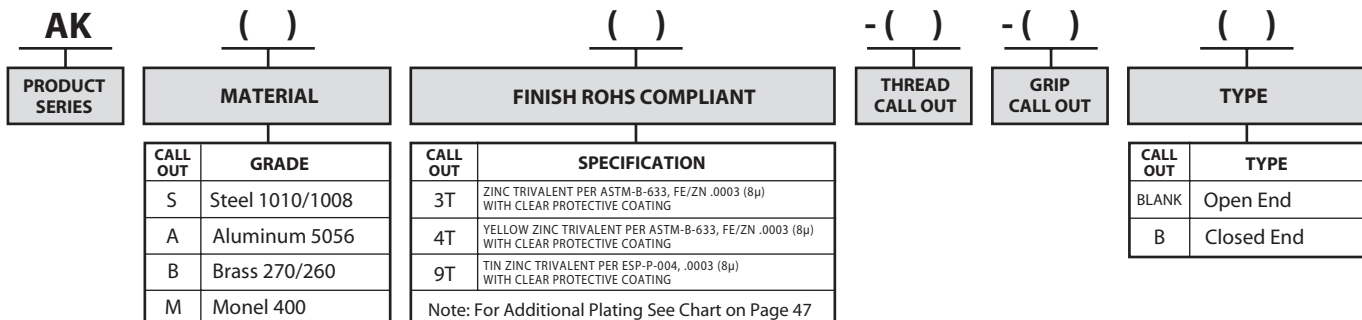 AK ( ) ( ) - ( ) - ( ) ( )
PRODUCT SERIES
MATERIAL
FINISH ROHS COMPLIANT
THREAD CALL OUT
GRIP CALL OUT
TYPE
CALL OUT GRADE
S Steel 1010/1008
A Aluminum 5056
B Brass 270/260
M Monel 400
CALL OUT SPECIFICATION
3T ZINC TRIVALENT PER ASTM-B-633, FE/ZN .0003 (8µ)
WITH CLEAR PROTECTIVE COATING
4T YELLOW ZINC TRIVALENT PER ASTM-B-633, FE/ZN .0003 (8µ)
WITH CLEAR PROTECTIVE COATING
9T TIN ZINC TRIVALENT PER ESP-P-004, .0003 (8µ)
WITH CLEAR PROTECTIVE COATING
Note: For Additional Plating See Chart on Page 47
CALL OUT TYPE
BLANK Open End
B Closed End